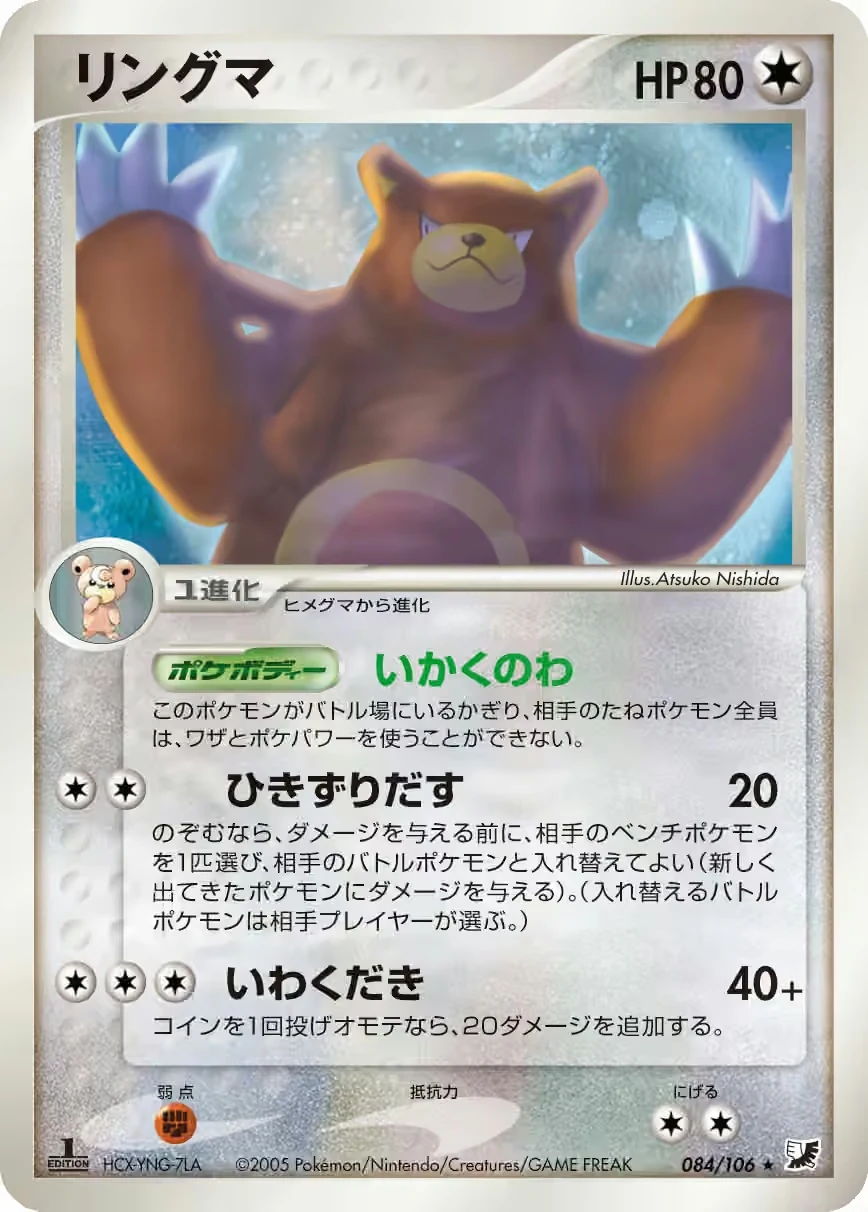 リングマ
HP80
Illus.Atsuko Nishida
1進化
ヒメグマから進化
ポケボディー いかくのわ
このポケモンがバトル場にいるかぎり、相手のたねポケモン全員
は、ワザとポケパワーを使うことができない。
ひきずりだす 20
のぞむなら、ダメージを与える前に、相手のベンチポケモン
を1匹選び、相手のバトルポケモンと入れ替えてよい(新しく
出てきたポケモンにダメージを与える)。(入れ替えるバトル
ポケモンは相手プレイヤーが選ぶ。)
いわくだき 40+
コインを1回投げオモテなら、20ダメージを追加する。
弱点 抵抗力 にげる
1 EDITION HCX-YNG-7LA ©2005 Pokémon/Nintendo/Creatures/GAME FREAK 084/106 ★